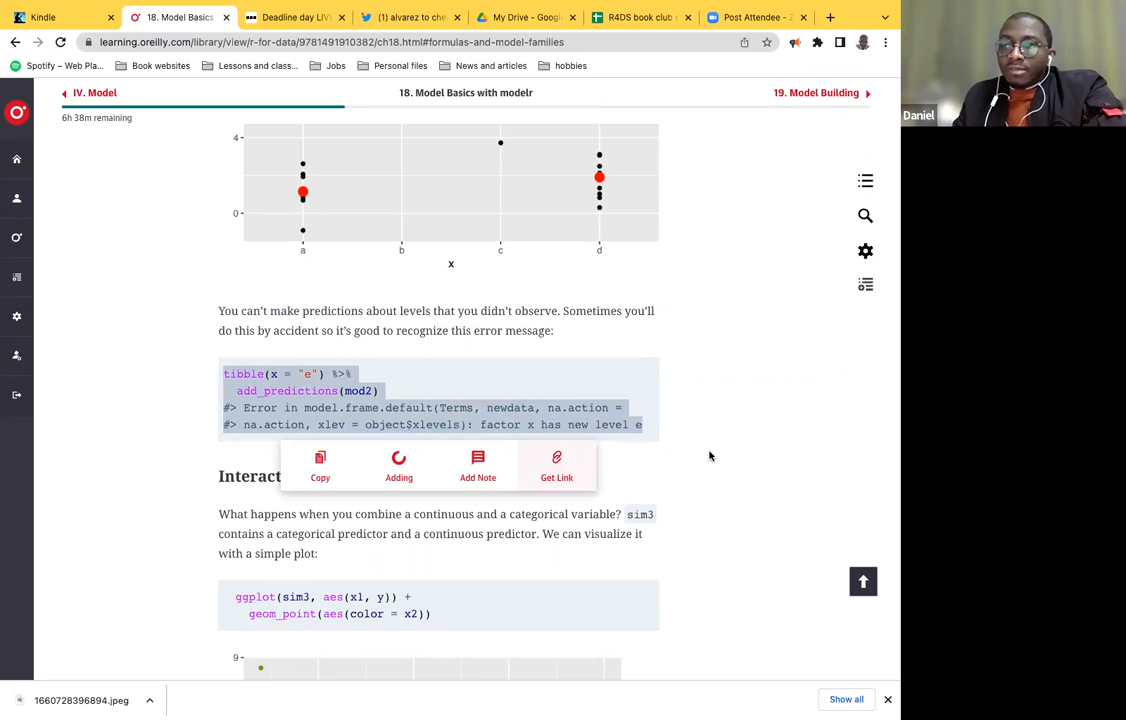 Kindle
18. Model Basics
Deadline day LIV
(1) alvarez to che
My Drive - Google
R4DS book club
Post Attendee - Z
learning.oreilly.com/library/view/r-for-data/9781491910382/ch18.html#formulas-and-model-families
Spotify – Web Pla...
Book websites
Lessons and class...
Jobs
Personal files
News and articles
hobbies
IV. Model
18. Model Basics with modelr
19. Model Building
6h 38m remaining
Daniel
4
0
a
b
c
d
x
You can't make predictions about levels that you didn't observe. Sometimes you'll
do this by accident so it's good to recognize this error message:
tibble(x = "e") %>%
add_predictions(mod2)
#> Error in model.frame.default(Terms, newdata, na.action =
#> na.action, xlev = object$xlevels): factor x has new level e
Copy
Adding
Add Note
Get Link
Interact
What happens when you combine a continuous and a categorical variable? sim3
contains a categorical predictor and a continuous predictor. We can visualize it
with a simple plot:
ggplot(sim3, aes(x1, y)) +
geom_point(aes(color = x2))
9
1660728396894.jpeg
Show all